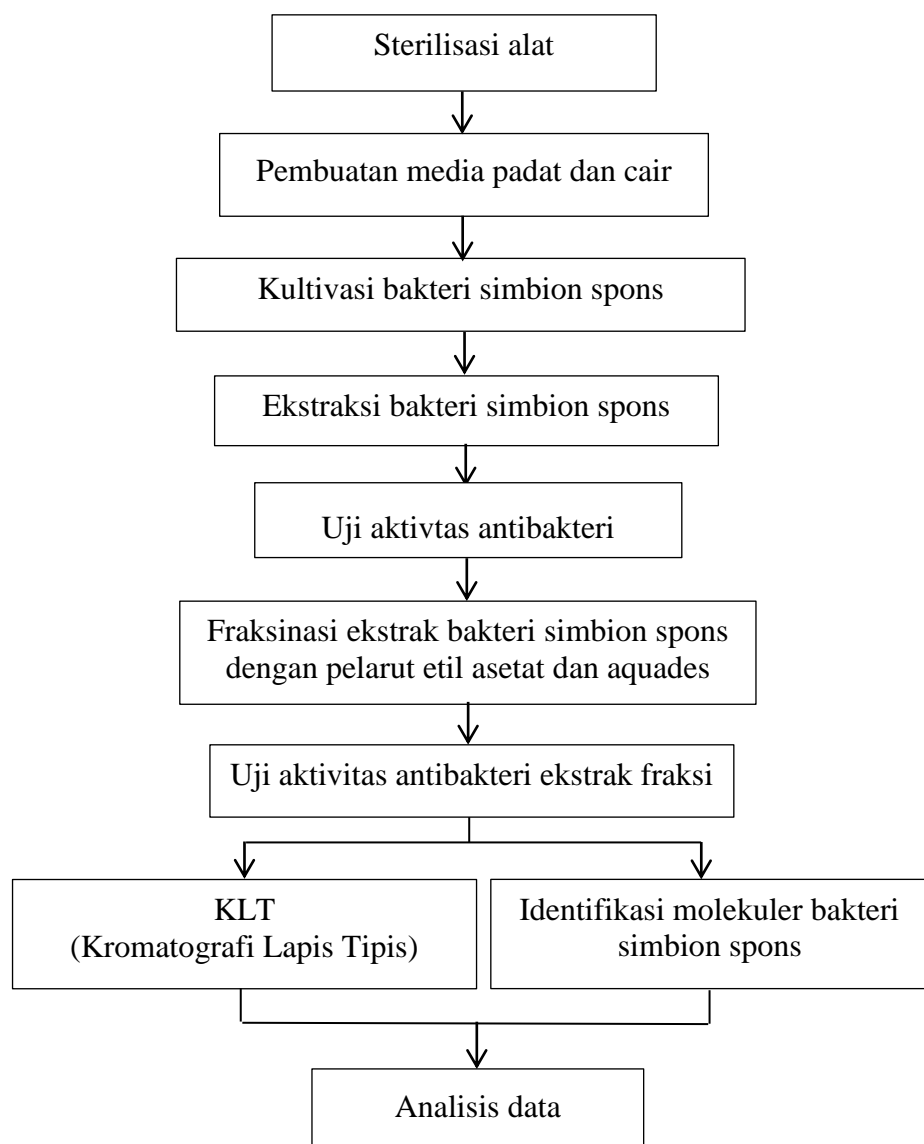 Sterilisasi alat
Pembuatan media padat dan cair
Kultivasi bakteri simbion spons
Ekstraksi bakteri simbion spons
Uji aktivtas antibakteri
Fraksinasi ekstrak bakteri simbion spons
dengan pelarut etil asetat dan aquades
Uji aktivitas antibakteri ekstrak fraksi
KLT
(Kromatografi Lapis Tipis)
Identifikasi molekuler bakteri
simbion spons
Analisis data